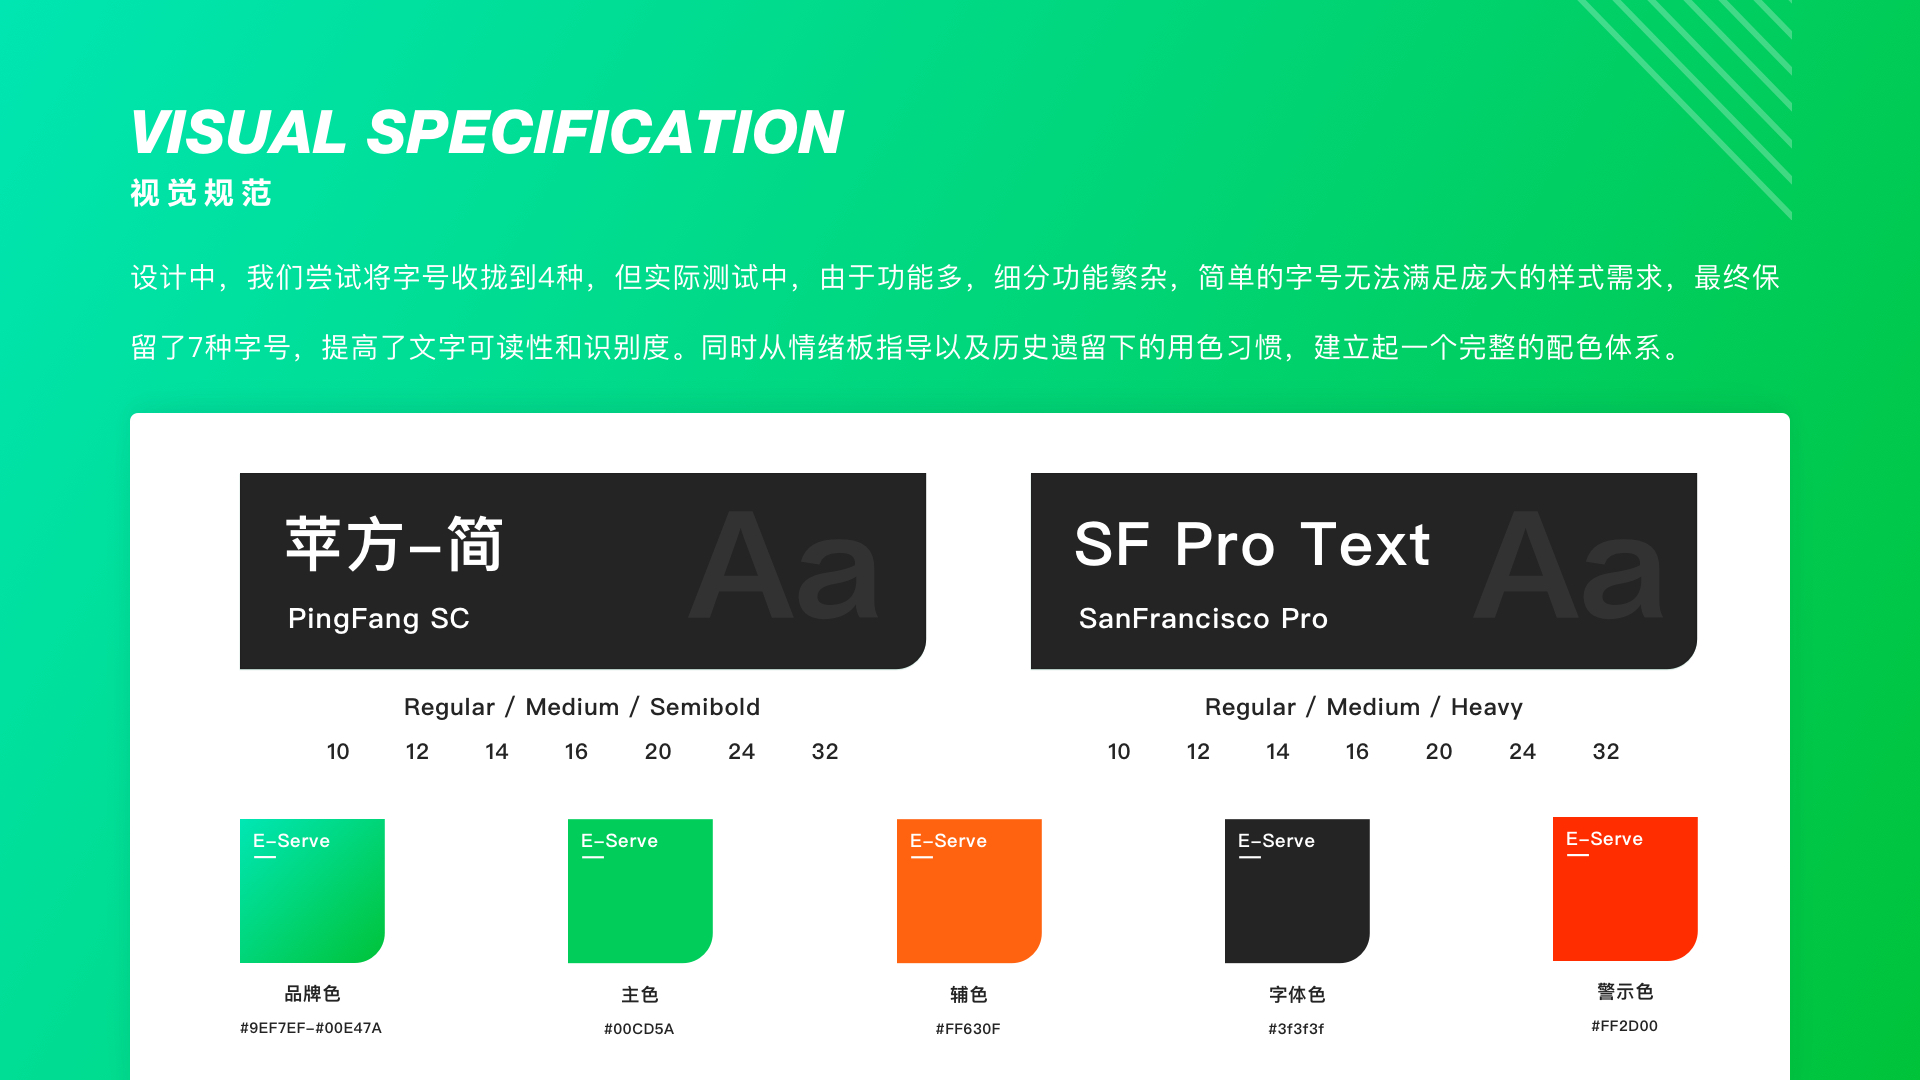 VISUAL SPECIFICATION
视觉规范
设计中，我们尝试将字号收拢到4种，但实际测试中，由于功能多，细分功能繁杂，简单的字号无法满足庞大的样式需求，最终保
留了7种字号，提高了文字可读性和识别度。同时从情绪板指导以及历史遗留下的用色习惯，建立起一个完整的配色体系。
苹方-简
Aa
PingFang SC
SF Pro Text
Aa
SanFrancisco Pro
Regular / Medium / Semibold
10 12 14 16 20 24 32
Regular / Medium / Heavy
10 12 14 16 20 24 32
E-Serve
E-Serve
E-Serve
E-Serve
E-Serve
品牌色
#9EF7EF-#00E47A
主色
#00CD5A
辅色
#FF630F
字体色
#3f3f3f
警示色
#FF2D00